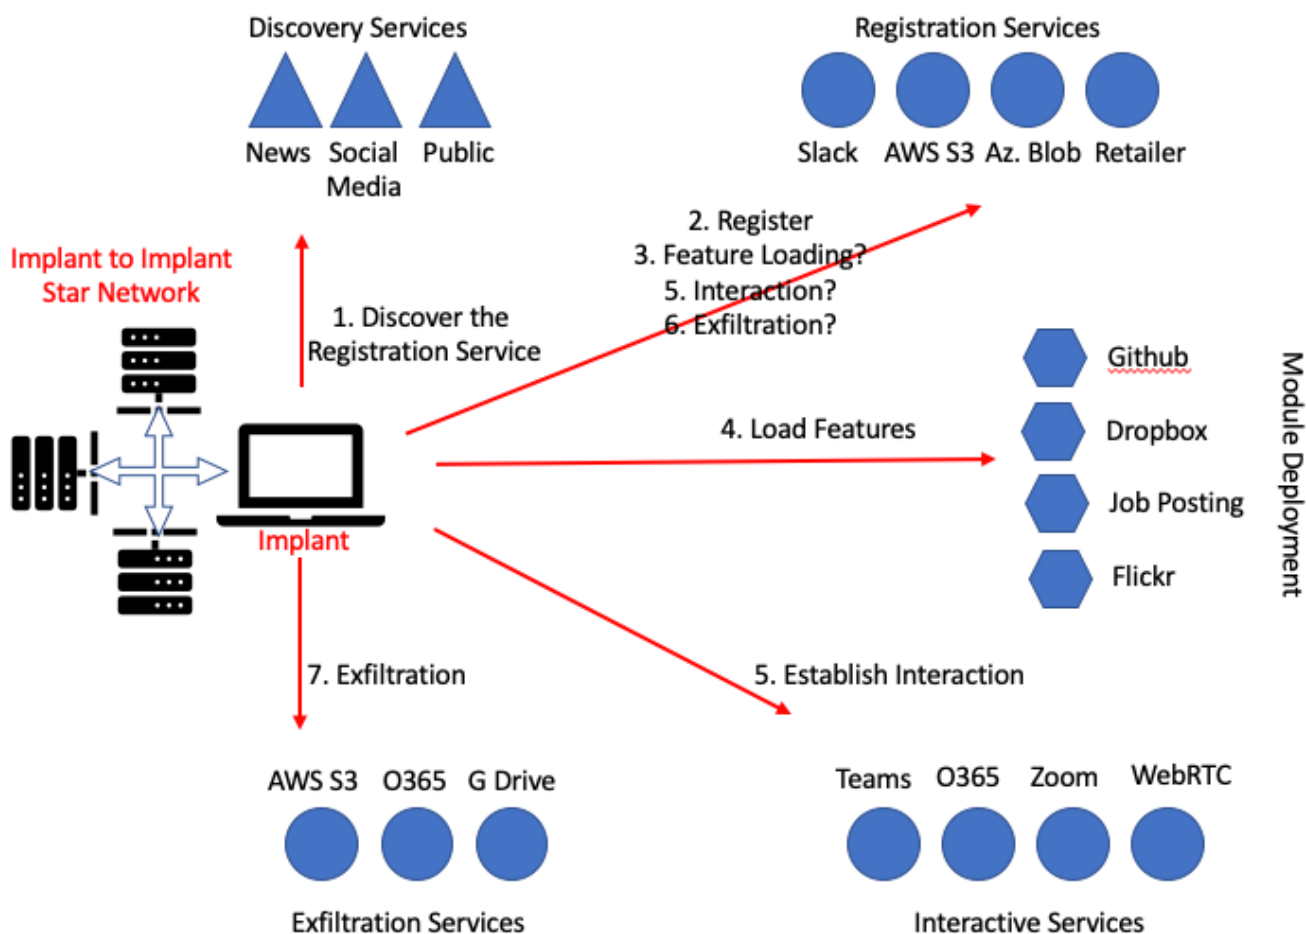 Discovery Services
News
Social
Media
Public
Registration Services
Slack
AWS S3
Az. Blob
Retailer
2. Register
3. Feature Loading?
5. Interaction?
6. Exfiltration?
Implant to Implant
Star Network
1. Discover the
Registration Service
Implant
4. Load Features
Github
Dropbox
Job Posting
Flickr
Module Deployment
7. Exfiltration
5. Establish Interaction
AWS S3
O365
G Drive
Exfiltration Services
Teams
O365
Zoom
WebRTC
Interactive Services